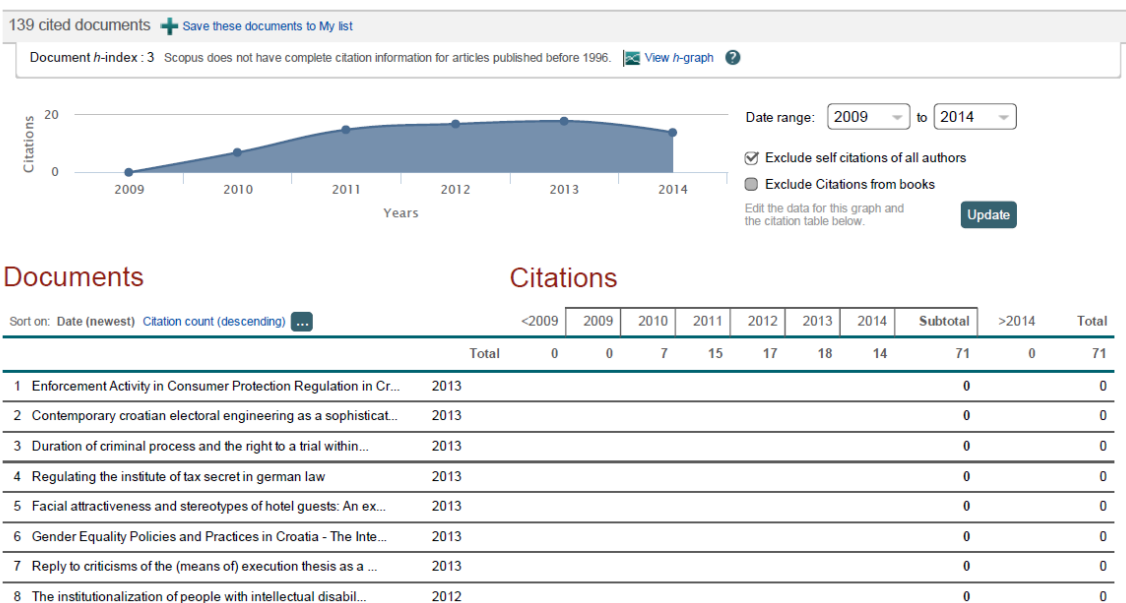 139 cited documents Save these documents to My list
Document h-index : 3 Scopus does not have complete citation information for articles published before 1996. View h-graph ?
20
Citations
0
2009 2010 2011 2012 2013 2014
Years
Date range: 2009 to 2014
Exclude self citations of all authors
Exclude Citations from books
Edit the data for this graph and
the citation table below.
Update
Documents Citations
Sort on: Date (newest) Citation count (descending) ...
<2009 2009 2010 2011 2012 2013 2014 Subtotal >2014 Total
Total 0 0 7 15 17 18 14 71 0 71
1 Enforcement Activity in Consumer Protection Regulation in Cr... 2013 0 0
2 Contemporary croatian electoral engineering as a sophisticat... 2013 0 0
3 Duration of criminal process and the right to a trial within... 2013 0 0
4 Regulating the institute of tax secret in german law 2013 0 0
5 Facial attractiveness and stereotypes of hotel guests: An ex... 2013 0 0
6 Gender Equality Policies and Practices in Croatia - The Inte... 2013 0 0
7 Reply to criticisms of the (means of) execution thesis as a ... 2013 0 0
8 The institutionalization of people with intellectual disabil... 2012 0 0